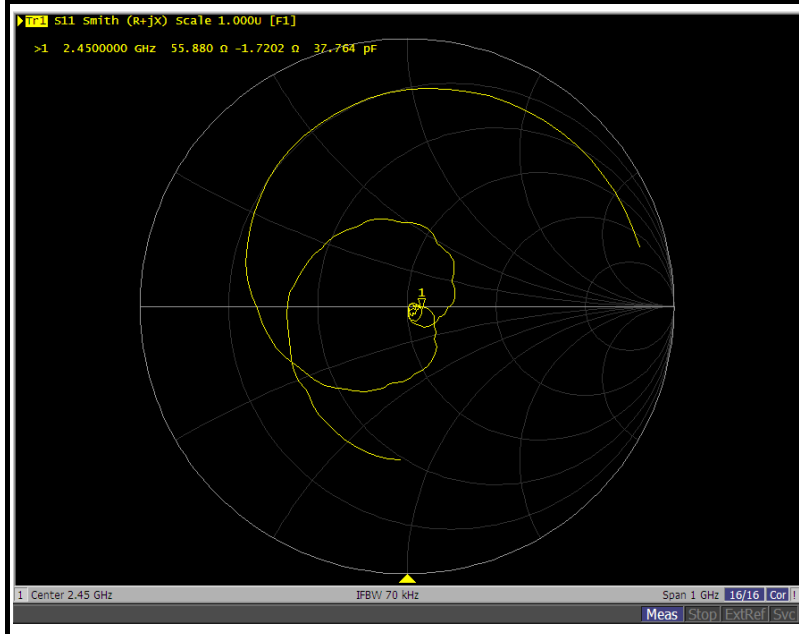 Tr1 S11 Smith (R+jX) Scale 1.000U [F1]
>1 2.4500000 GHz 55.880 Ω -1.7202 Ω 37.764 pF
1
1 Center 2.45 GHz IFBW 70 kHz Span 1 GHz 16/16 Cor !
Meas Stop ExtRef Svc